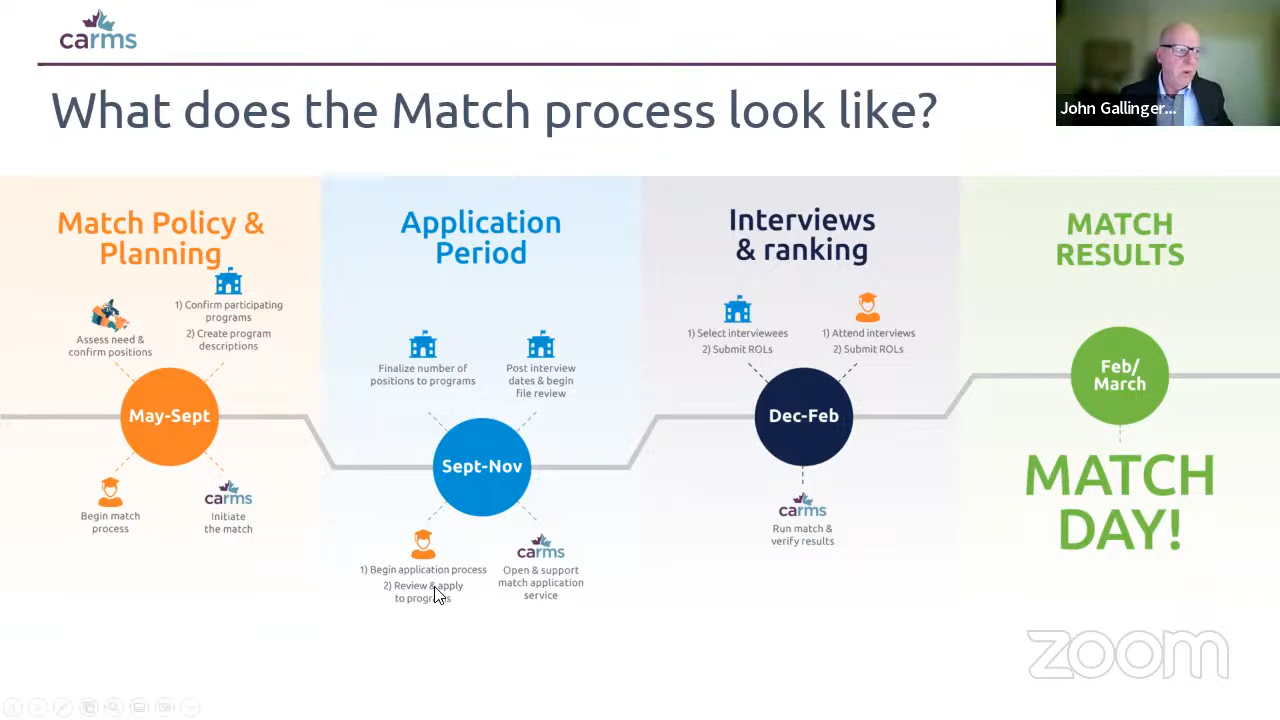 carms
What does the Match process look like?
John Gallinger...
Match Policy &
Planning
1) Confirm participating
programs
2) Create program
descriptions
Assess need &
confirm positions
May-Sept
Begin match
process
carms
Initiate
the match
Application
Period
Finalize number of
positions to programs
Post interview
dates & begin
file review
Sept-Nov
1) Begin application process
2) Review & apply
to programs
carms
Open & support
match application
service
Interviews
& ranking
1) Select interviewees
2) Submit ROLs
1) Attend interviews
2) Submit ROLs
Dec-Feb
carms
Run match &
verify results
MATCH
RESULTS
Feb/
March
MATCH
DAY!
zoom